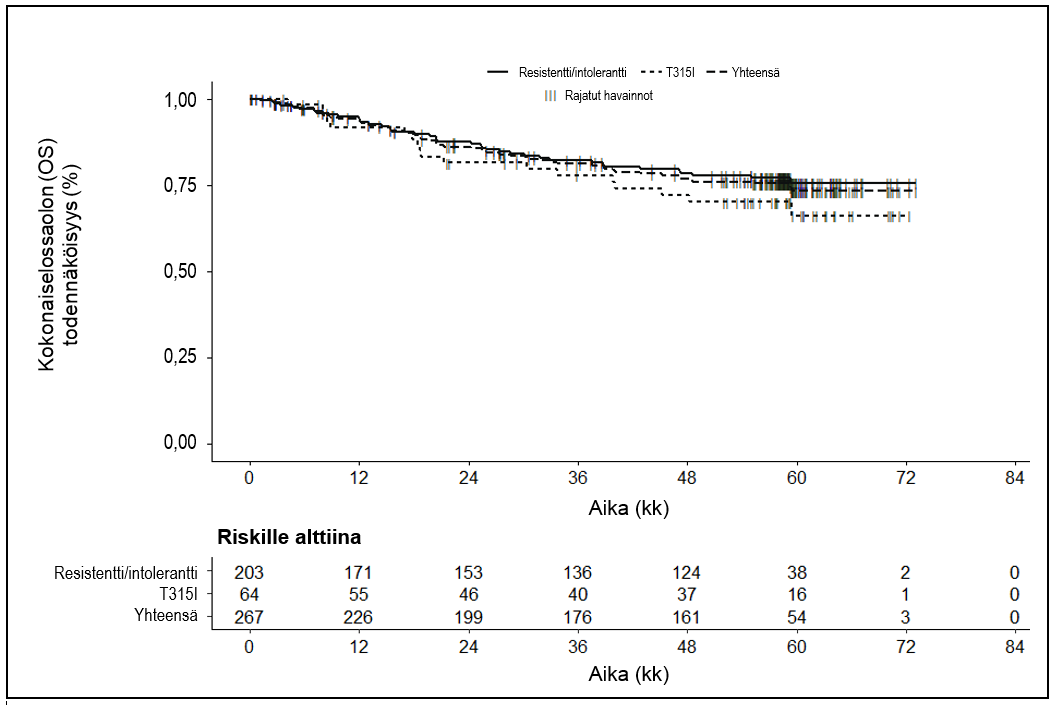 Resistentti/intolerantti T315I Yhteensä
Rajatut havainnot
Kokonaiselossaolon (OS)
todennäköisyys (%)
1,00
0,75
0,50
0,25
0,00
0 12 24 36 48 60 72 84
Aika (kk)
Riskille alttiina
Resistentti/intolerantti 203 171 153 136 124 38 2 0
T315I 64 55 46 40 37 16 1 0
Yhteensä 267 226 199 176 161 54 3 0
0 12 24 36 48 60 72 84
Aika (kk)